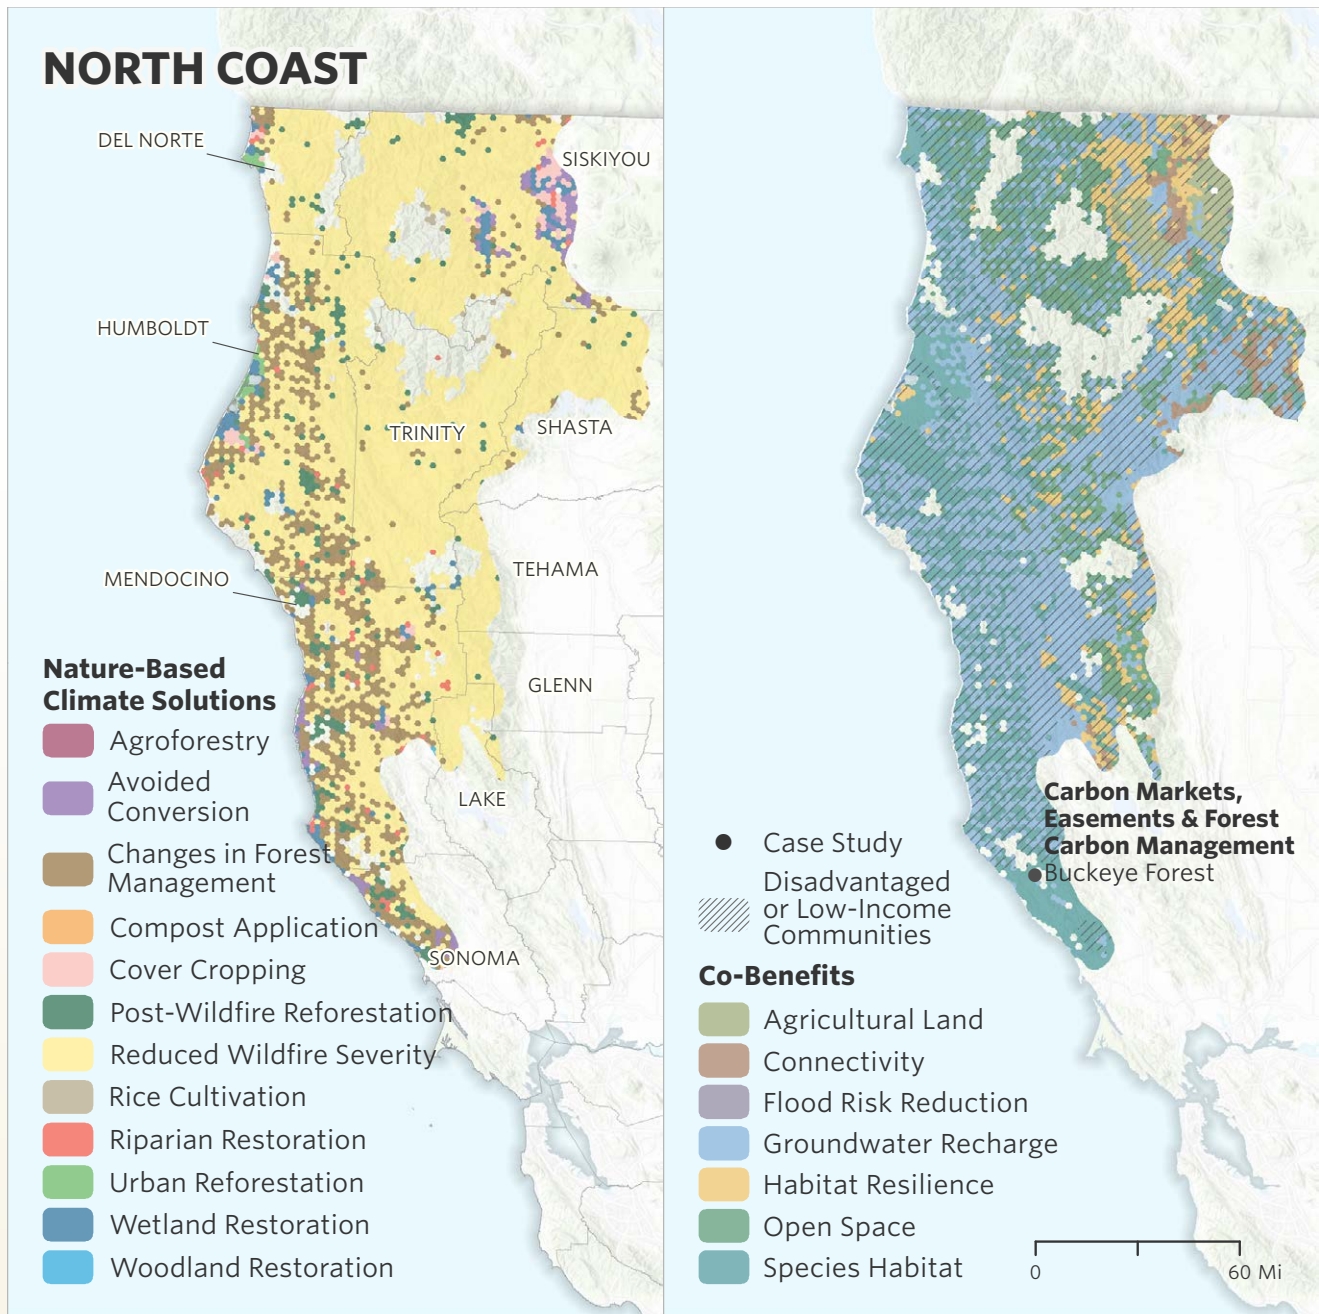 NORTH COAST
DEL NORTE
SISKIYOU
HUMBOLDT
TRINITY
SHASTA
TEHAMA
MENDOCINO
GLENN
LAKE
SONOMA
Nature-Based
Climate Solutions
Agroforestry
Avoided
Conversion
Changes in Forest
Management
Compost Application
Cover Cropping
Post-Wildfire Reforestation
Reduced Wildfire Severity
Rice Cultivation
Riparian Restoration
Urban Reforestation
Wetland Restoration
Woodland Restoration
Carbon Markets,
Easements & Forest
Carbon Management
Buckeye Forest
Case Study
Disadvantaged
or Low-Income
Communities
Co-Benefits
Agricultural Land
Connectivity
Flood Risk Reduction
Groundwater Recharge
Habitat Resilience
Open Space
Species Habitat
0 60 Mi